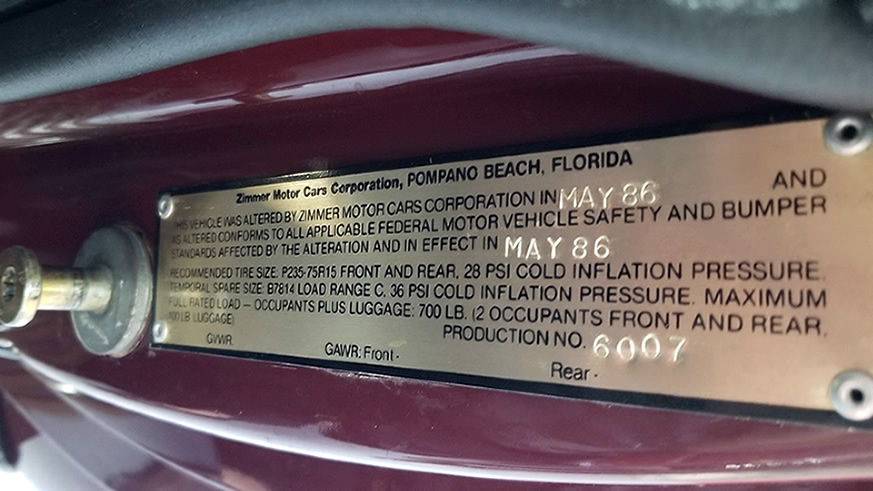 Zimmer Motor Cars Corporation, POMPANO BEACH, FLORIDA
THIS VEHICLE WAS ALTERED BY ZIMMER MOTOR CARS CORPORATION IN MAY 86 AND
AS ALTERED CONFORMS TO ALL APPLICABLE FEDERAL MOTOR VEHICLE SAFETY AND BUMPER
STANDARDS AFFECTED BY THE ALTERATION AND IN EFFECT IN MAY 86
RECOMMENDED TIRE SIZE: P235-75R15 FRONT AND REAR, 28 PSI COLD INFLATION PRESSURE.
TEMPORAL SPARE SIZE: B7814 LOAD RANGE C, 36 PSI COLD INFLATION PRESSURE. MAXIMUM
FULL RATED LOAD — OCCUPANTS PLUS LUGGAGE: 700 LB. (2 OCCUPANTS FRONT AND REAR,
100 LB. LUGGAGE)
PRODUCTION NO. 6007
GVWR GAWR: Front - Rear -